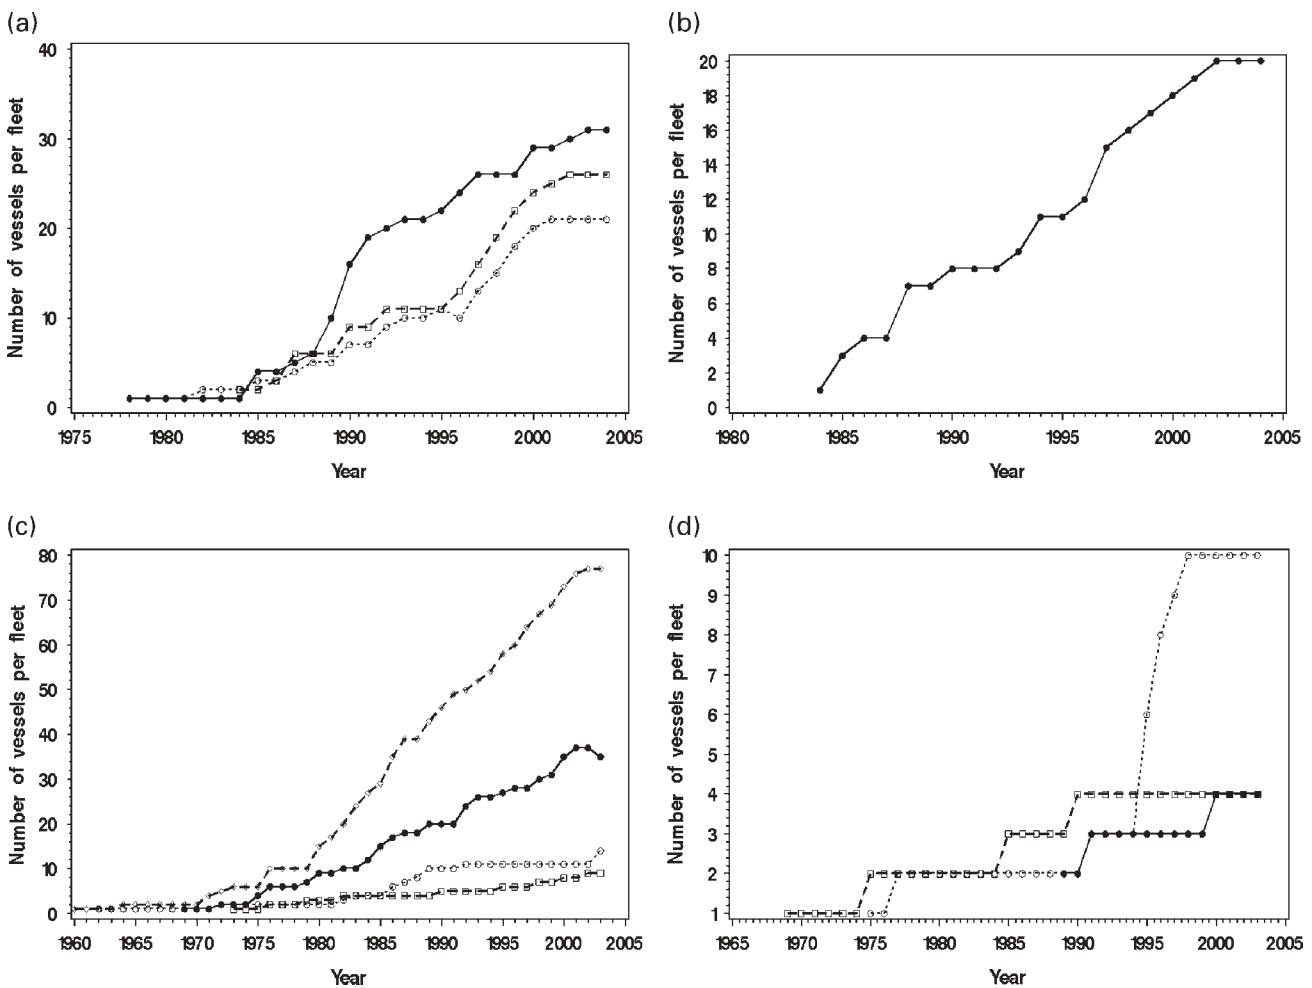 (a)
40
30
20
10
0
Number of vessels per fleet
1975 1980 1985 1990 1995 2000 2005
Year
(b)
20
18
16
14
12
10
8
6
4
2
0
Number of vessels per fleet
1980 1985 1990 1995 2000 2005
Year
(c)
80
70
60
50
40
30
20
10
0
Number of vessels per fleet
1960 1965 1970 1975 1980 1985 1990 1995 2000 2005
Year
(d)
10
9
8
7
6
5
4
3
2
1
Number of vessels per fleet
1965 1970 1975 1980 1985 1990 1995 2000 2005
Year